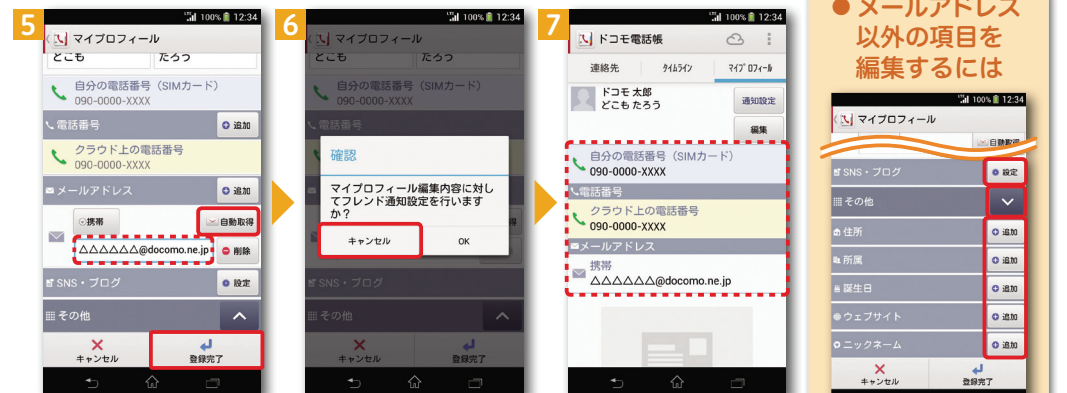 5
100% 12:34
マイプロフィール
どこも たろう
自分の電話番号（SIMカード）
090-0000-XXXX
電話番号 追加
クラウド上の電話番号
090-0000-XXXX
メールアドレス 追加
携帯 自動取得
△△△△△△@docomo.ne.jp 削除
SNS・ブログ 設定
その他
キャンセル 登録完了
6
100% 12:34
マイプロフィール
どこも たろう
自分の電話番号（SIMカード）
090-0000-XXXX
確認
マイプロフィール編集内容に対し
てフレンド通知設定を行います
か？
キャンセル OK
SNS・ブログ
その他
キャンセル 登録完了
7
100% 12:34
ドコモ電話帳
連絡先 タイムライン マイプロフィール
ドコモ 太郎
どこも たろう
通知設定
編集
自分の電話番号（SIMカード）
090-0000-XXXX
電話番号
クラウド上の電話番号
090-0000-XXXX
メールアドレス
携帯
△△△△△△@docomo.ne.jp
●メールアドレス
以外の項目を
編集するには
100% 12:34
マイプロフィール
自動取得
SNS・ブログ 設定
その他
住所 追加
所属 追加
誕生日 追加
ウェブサイト 追加
ニックネーム 追加
キャンセル 登録完了